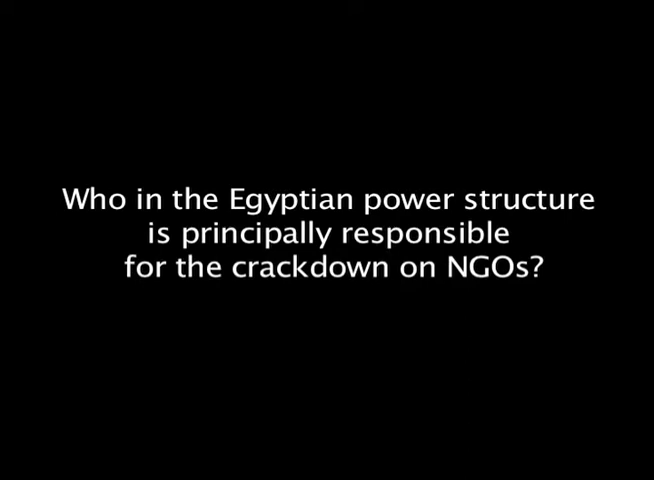 Who in the Egyptian power structure
is principally responsible
for the crackdown on NGOs?